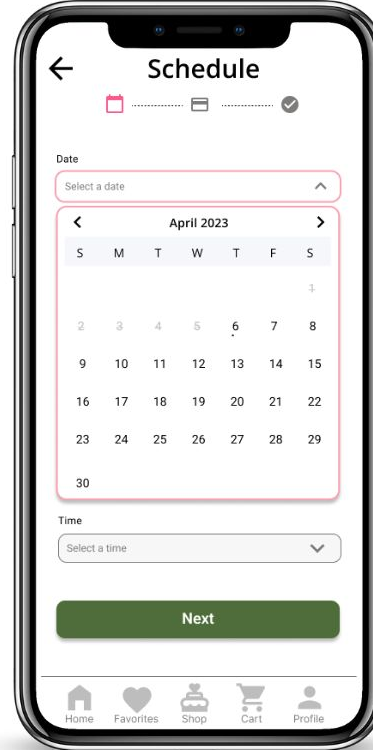 Schedule
Date
Select a date
April 2023
S M T W T F S
1
2 3 4 5 6 7 8
9 10 11 12 13 14 15
16 17 18 19 20 21 22
23 24 25 26 27 28 29
30
Time
Select a time
Next
Home Favorites Shop Cart Profile